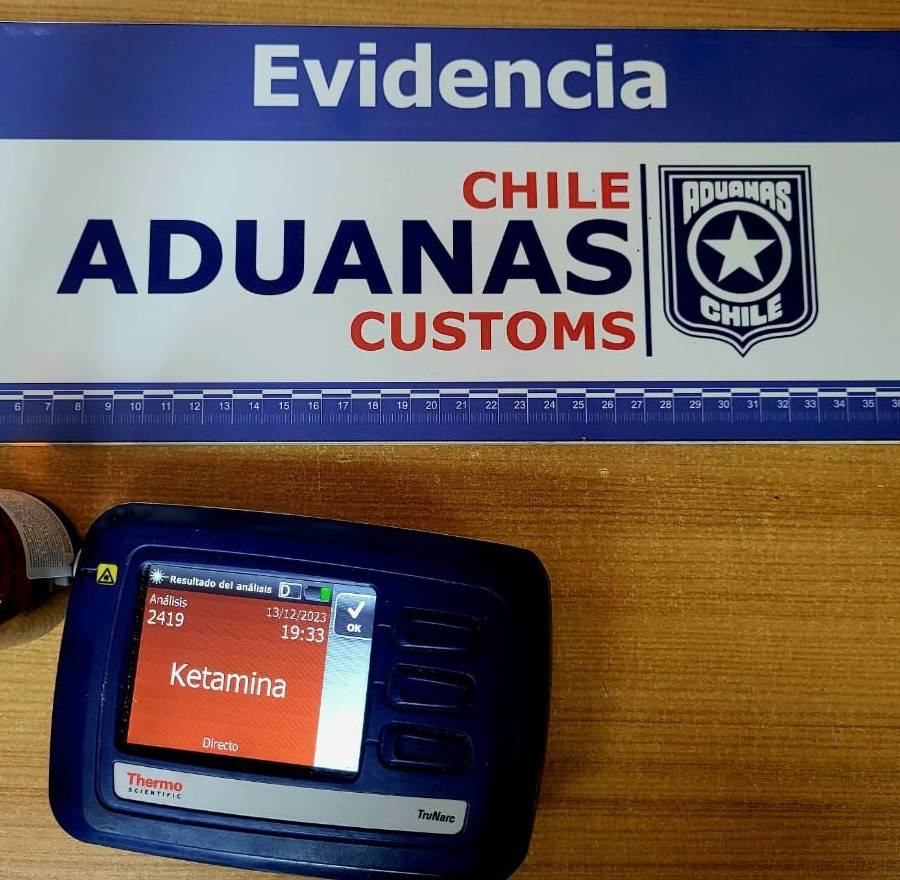 Evidencia
CHILE
ADUANAS
CUSTOMS
ADUANAS
CHILE
6 7 8 9 10 11 12 13 14 15 16 17 18 19 20 21 22 23 24 25 26 27 28 29 30 31 32 33 34 35 36
Resultado del análisis D
Análisis 13/12/2023
2419 19:33
OK
Ketamina
Directo
Thermo
SCIENTIFIC
TruNarc